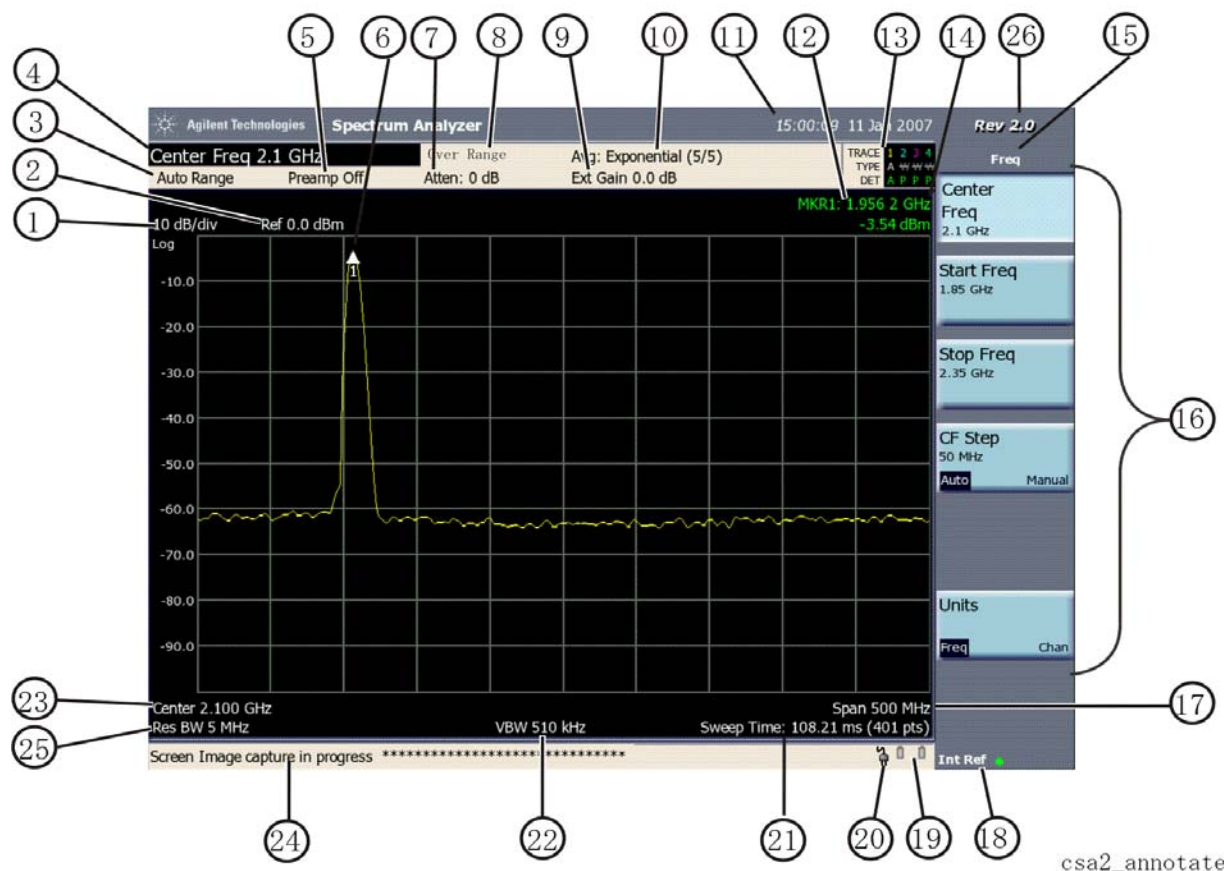 5 6 7 8 9 10 11 12 13 14 26 15
4
3
2
1
Agilent Technologies Spectrum Analyzer 15:00:09 11 Jan 2007 Rev 2.0
Center Freq 2.1 GHz Over Range Avg: Exponential (5/5) TRACE 1 2 3 4
TYPE A W W W
Auto Range Preamp Off Atten: 0 dB Ext Gain 0.0 dB DET A P P P
MKR1: 1.956 2 GHz
10 dB/div Ref 0.0 dBm -3.54 dBm
Log
1
-10.0
-20.0
-30.0
-40.0
-50.0
-60.0
-70.0
-80.0
-90.0
Center 2.100 GHz Span 500 MHz
Res BW 5 MHz VBW 510 kHz Sweep Time: 108.21 ms (401 pts)
Screen Image capture in progress ******************************
Freq
Center
Freq
2.1 GHz
Start Freq
1.85 GHz
Stop Freq
2.35 GHz
CF Step
50 MHz
Auto Manual
Units
Freq Chan
Int Ref
16
17
23
25
24 22 21 20 19 18
csa2_annotate